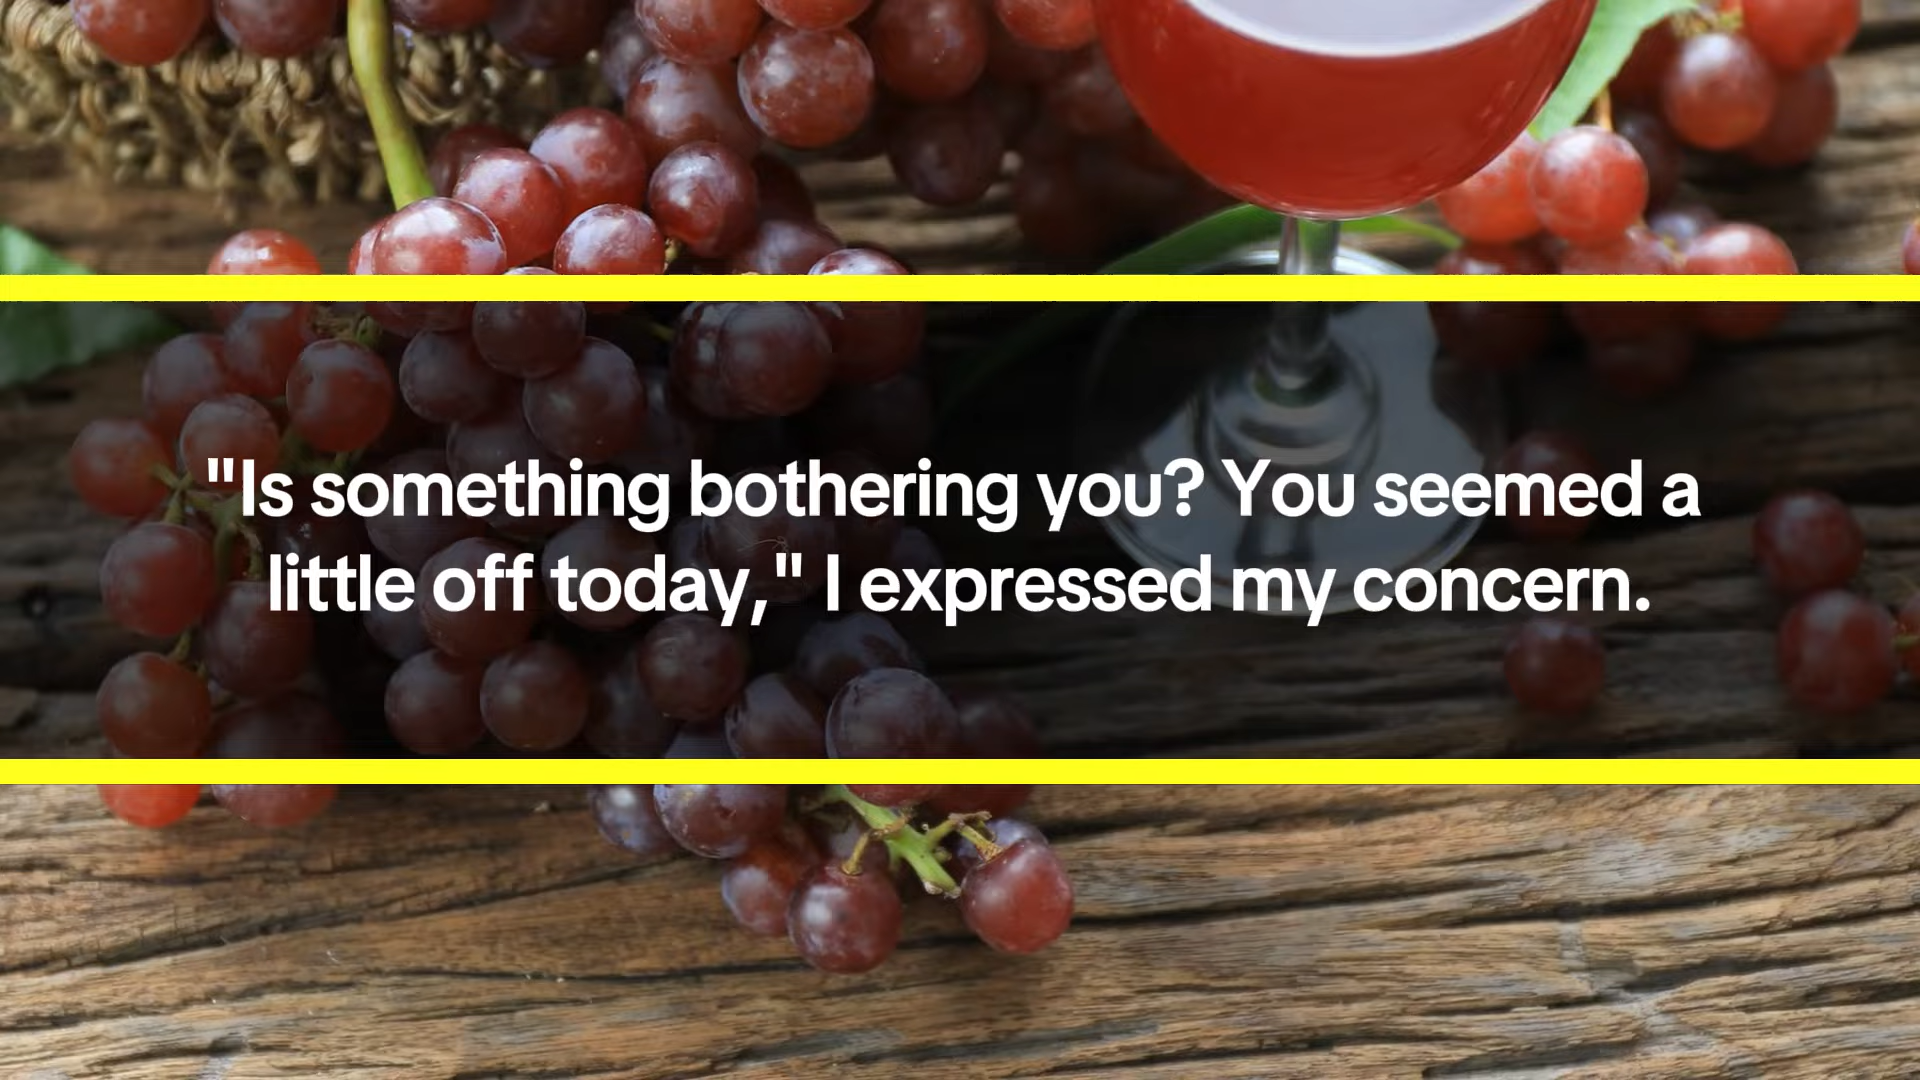 "Is something bothering you? You seemed a
little off today," I expressed my concern.